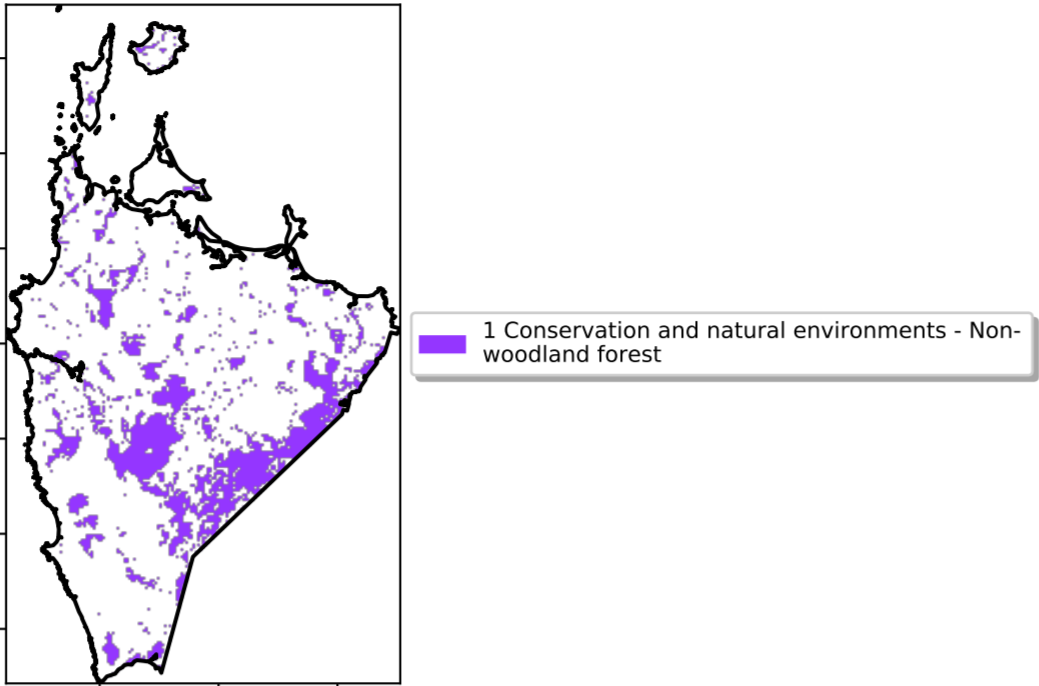 1 Conservation and natural environments - Non-
woodland forest